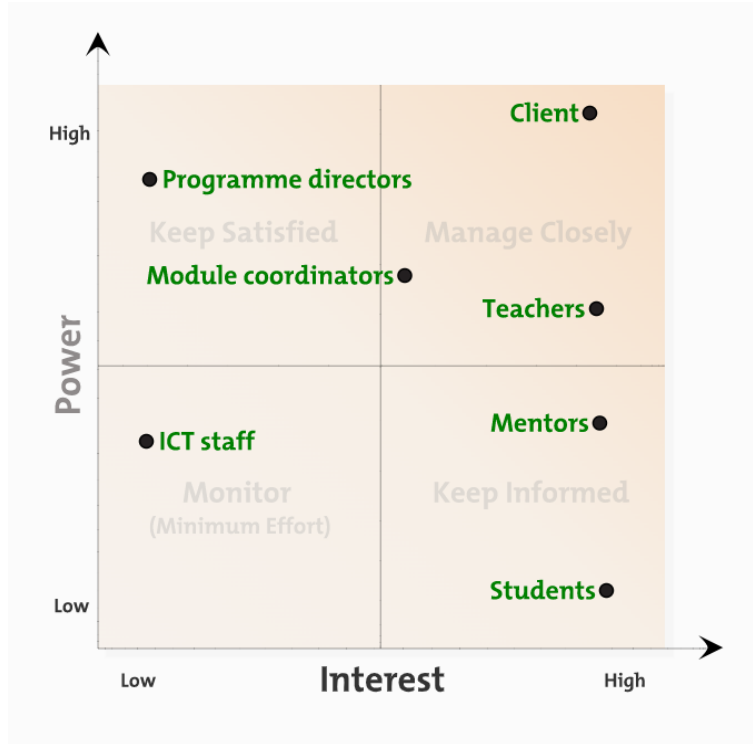 Client
High
Programme directors
Keep Satisfied
Manage Closely
Module coordinators
Teachers
Power
Mentors
ICT staff
Monitor
(Minimum Effort)
Keep Informed
Students
Low
Low
Interest
High